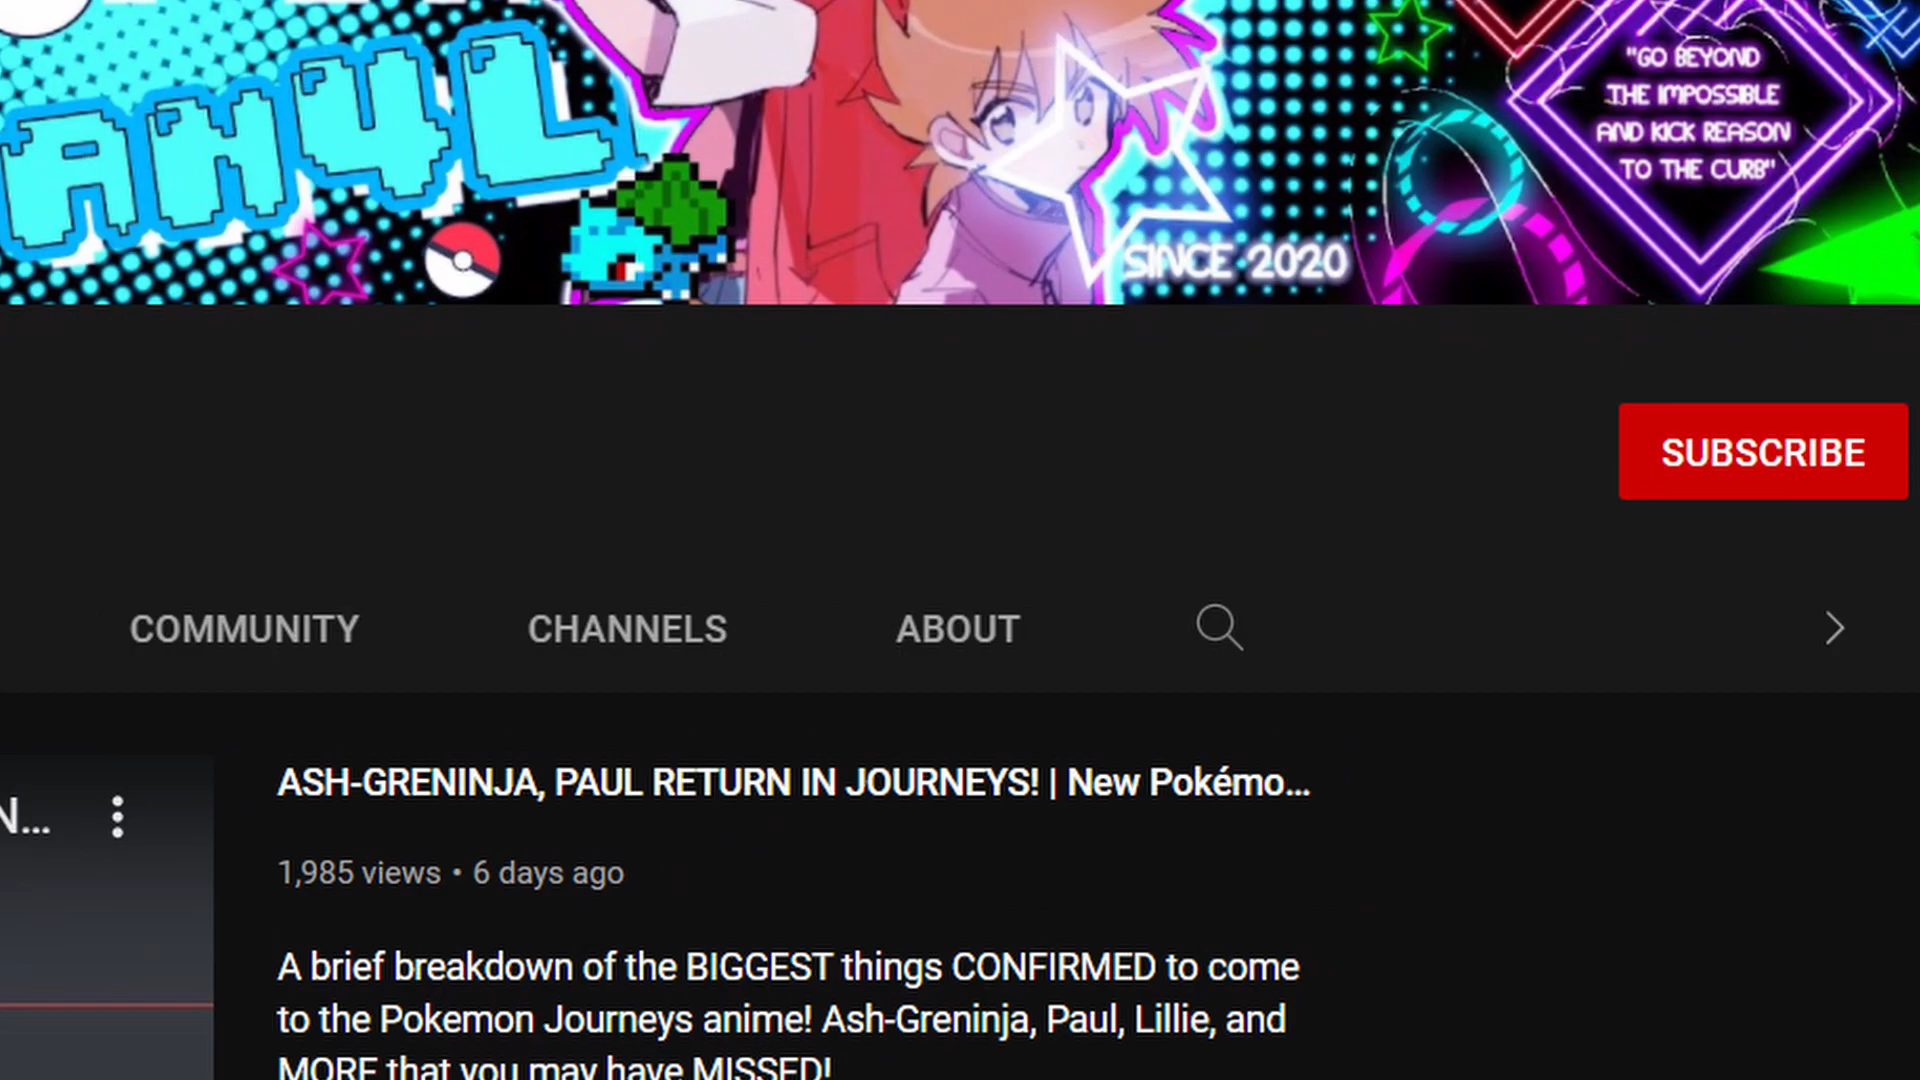 ANUL
"GO BEYOND
THE IMPOSSIBLE
AND KICK REASON
TO THE CURB"
SINCE 2020
SUBSCRIBE
COMMUNITY
CHANNELS
ABOUT
ASH-GRENINJA, PAUL RETURN IN JOURNEYS! | New Pokémo...
N...
1,985 views • 6 days ago
A brief breakdown of the BIGGEST things CONFIRMED to come
to the Pokemon Journeys anime! Ash-Greninja, Paul, Lillie, and
MORE that you may have MISSED!